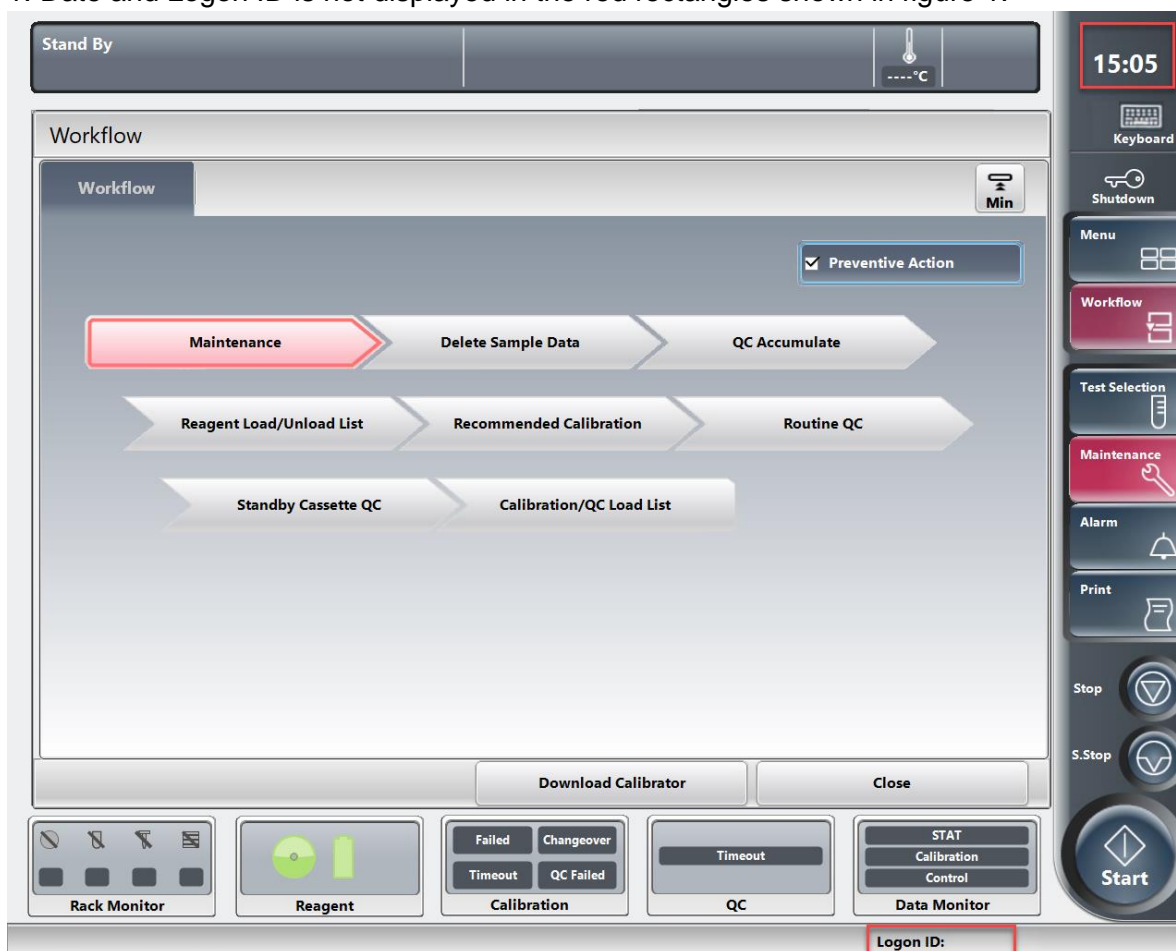 1. Date and Logon ID is not displayed in the red rectangles shown in figure 1.
Stand By
----°C
15:05
Keyboard
Shutdown
Workflow
Workflow
Min
Preventive Action
Menu
Workflow
Maintenance
Delete Sample Data
QC Accumulate
Reagent Load/Unload List
Recommended Calibration
Routine QC
Standby Cassette QC
Calibration/QC Load List
Test Selection
Maintenance
Alarm
Print
Stop
S.Stop
Download Calibrator
Close
Start
Rack Monitor
Reagent
Failed
Changeover
Timeout
QC Failed
Calibration
Timeout
QC
STAT
Calibration
Control
Data Monitor
Logon ID: